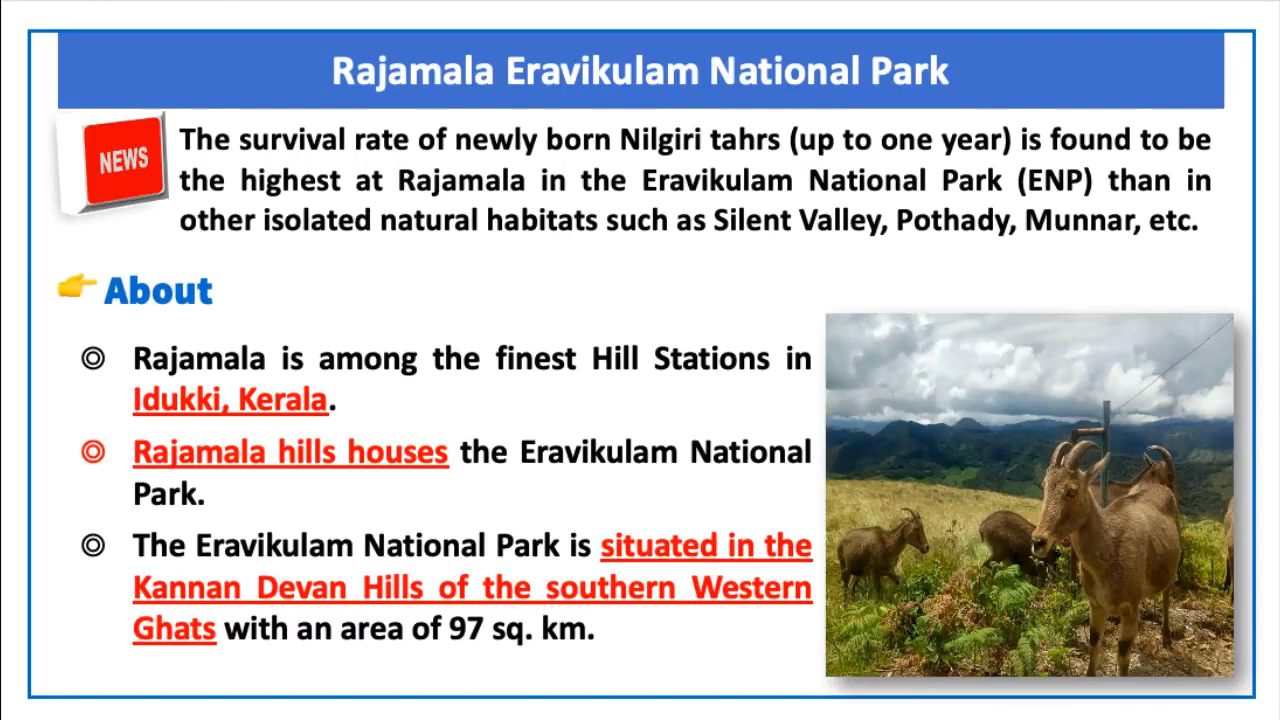 Rajamala Eravikulam National Park
NEWS
The survival rate of newly born Nilgiri tahrs (up to one year) is found to be
the highest at Rajamala in the Eravikulam National Park (ENP) than in
other isolated natural habitats such as Silent Valley, Pothady, Munnar, etc.
About
Rajamala is among the finest Hill Stations in
Idukki, Kerala.
Rajamala hills houses the Eravikulam National
Park.
The Eravikulam National Park is situated in the
Kannan Devan Hills of the southern Western
Ghats with an area of 97 sq. km.